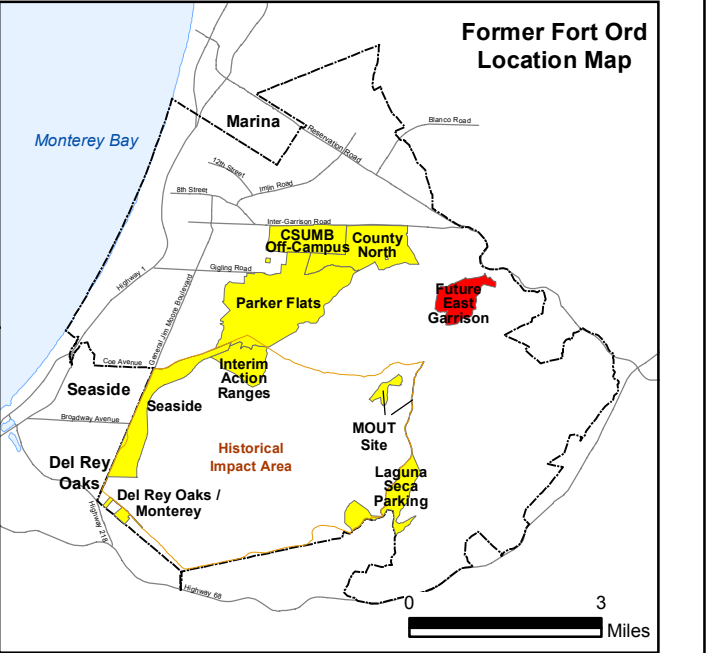 Former Fort Ord
Location Map
Marina
Monterey Bay
Blanco Road
Reservation Road
12th Street
Imjin Road
8th Street
Inter-Garrison Road
CSUMB
Off-Campus
County
North
Gigling Road
Highway 1
General Jim Moore Boulevard
Parker Flats
Future
East
Garrison
Coe Avenue
Interim
Action
Ranges
Seaside
Seaside
Broadway Avenue
MOUT
Site
Historical
Impact Area
Del Rey
Oaks
Laguna
Seca
Parking
Del Rey Oaks /
Monterey
Highway 218
Highway 68
0
3
Miles